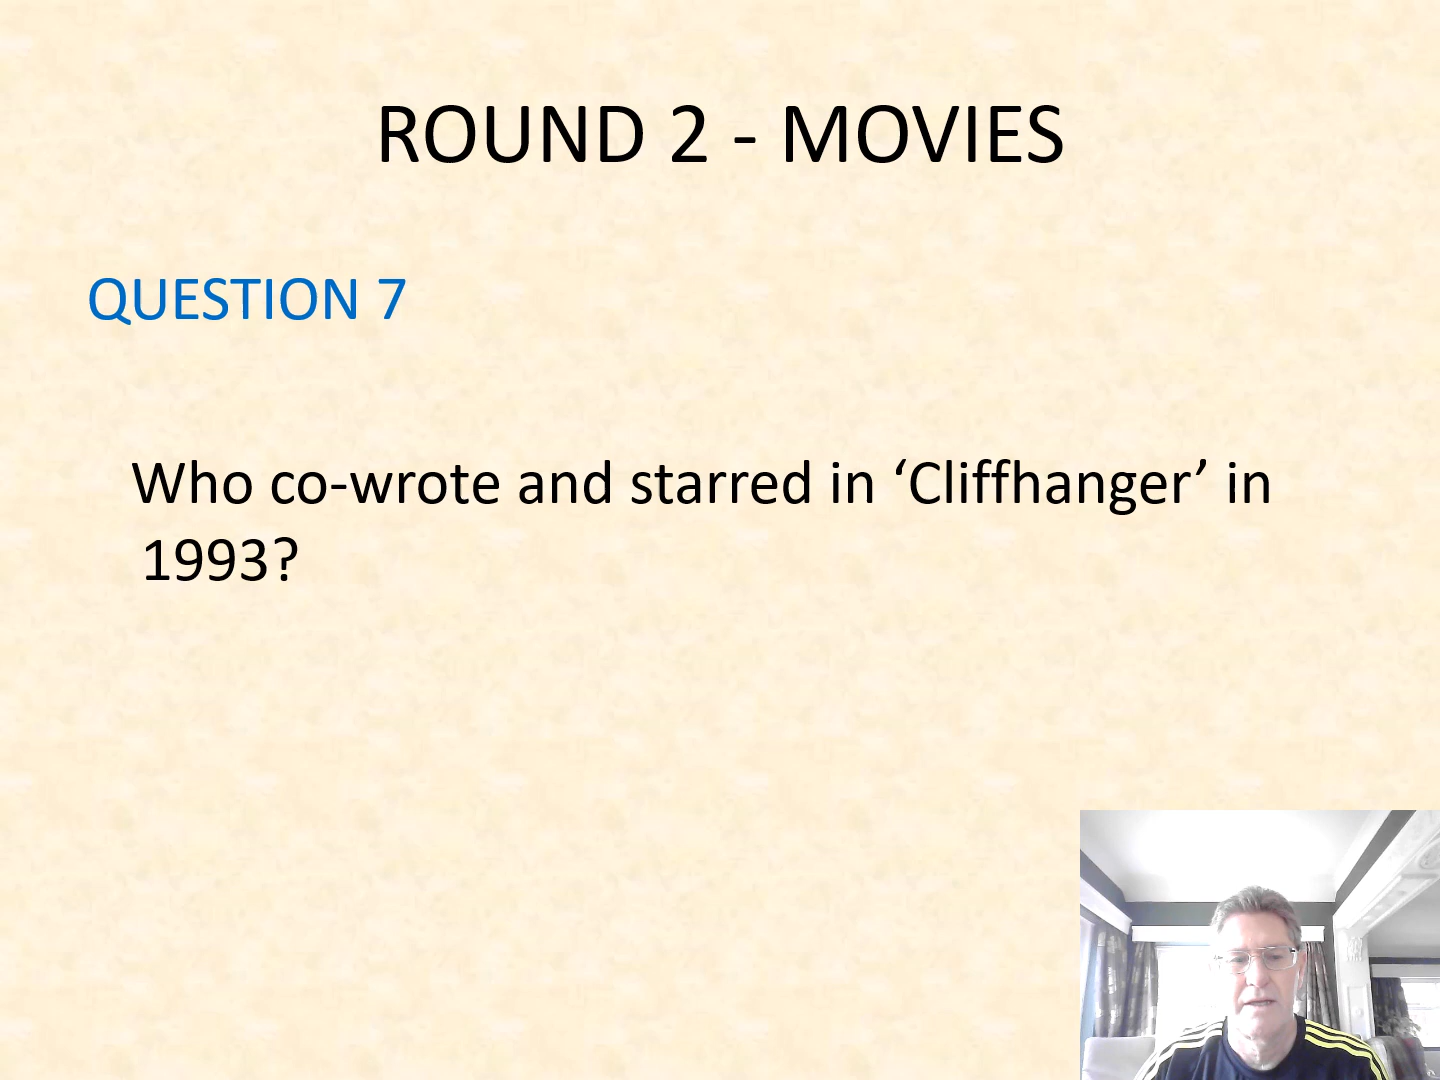 ROUND 2 - MOVIES
QUESTION 7
Who co-wrote and starred in ‘Cliffhanger’ in
1993?